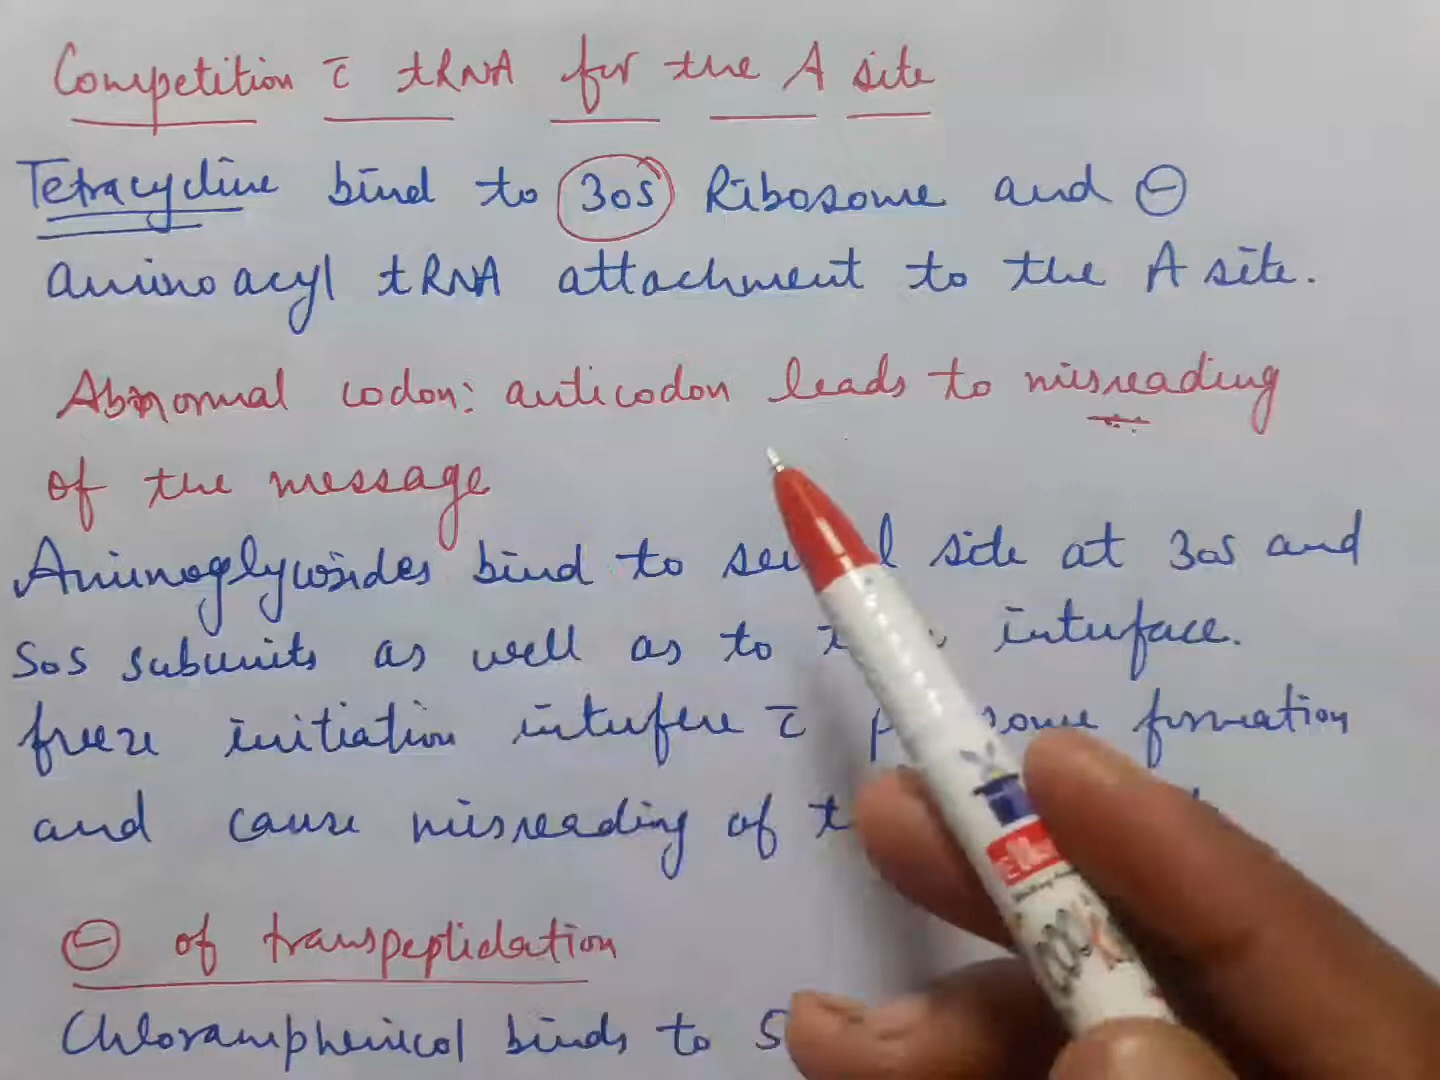 Competition c̄ tRNA for the A site
Tetracycline bind to 30S Ribosome and ⊖
aminoacyl tRNA attachment to the A site.
Abnormal codon: anticodon leads to misreading
of the message
Aminoglycosides bind to site at 30S and
50S subunits as well as to interface.
freeze initiation interfere c̄ formation
and cause misreading of
⊖ of transpeptidation
Chloramphenicol binds to 5